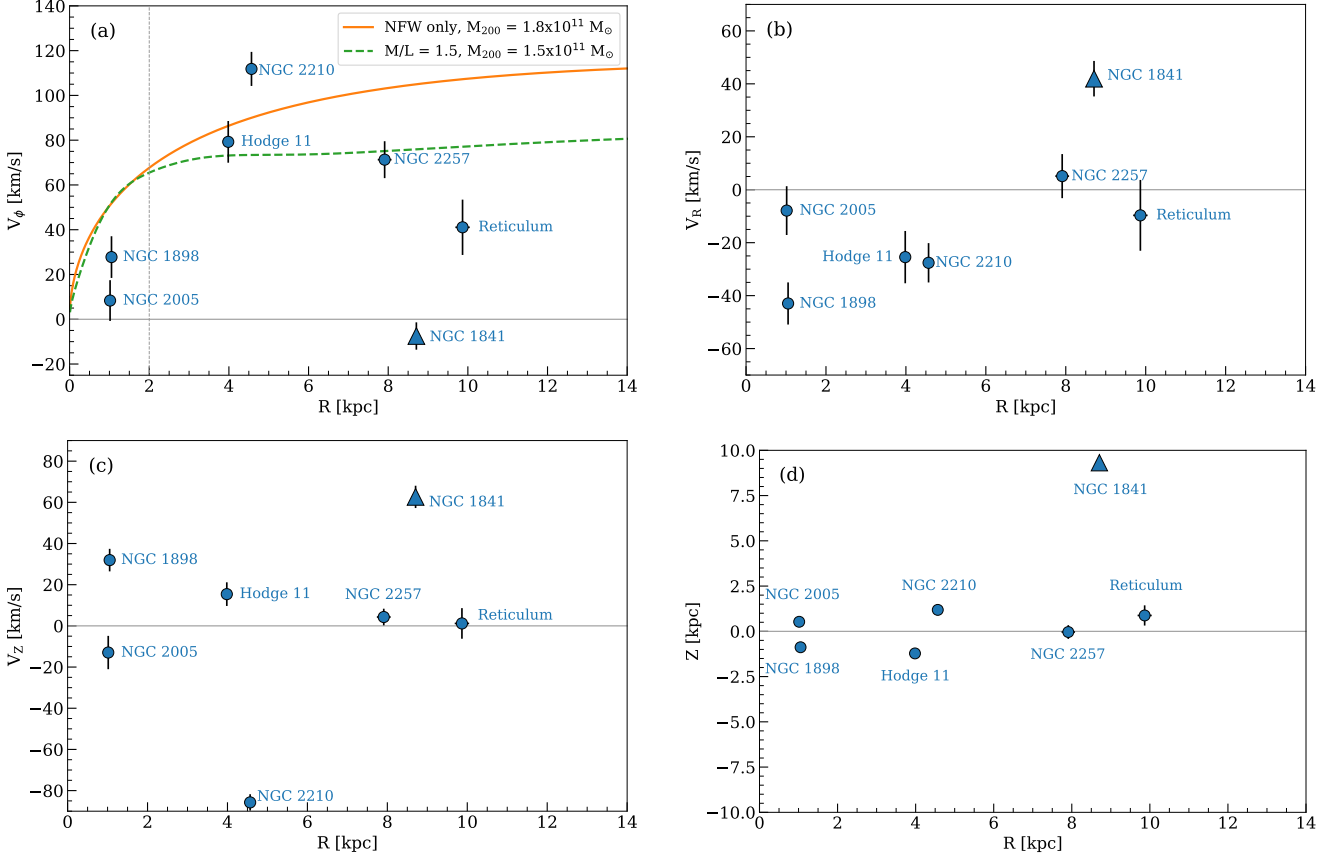 (a)
NFW only, M200 = 1.8x10¹¹ M⊙
M/L = 1.5, M200 = 1.5x10¹¹ M⊙
140
120
100
80
60
40
20
0
−20
Vϕ [km/s]
NGC 2210
Hodge 11
NGC 2257
Reticulum
NGC 1898
NGC 2005
NGC 1841
0 2 4 6 8 10 12 14
R [kpc]
(b)
60
40
20
0
−20
−40
−60
VR [km/s]
NGC 1841
NGC 2257
NGC 2005
Reticulum
Hodge 11
NGC 2210
NGC 1898
0 2 4 6 8 10 12 14
R [kpc]
(c)
80
60
40
20
0
−20
−40
−60
−80
VZ [km/s]
NGC 1841
NGC 1898
Hodge 11
NGC 2257
Reticulum
NGC 2005
NGC 2210
0 2 4 6 8 10 12 14
R [kpc]
(d)
10.0
7.5
5.0
2.5
0.0
−2.5
−5.0
−7.5
−10.0
Z [kpc]
NGC 1841
NGC 2005
NGC 2210
Reticulum
NGC 1898
Hodge 11
NGC 2257
0 2 4 6 8 10 12 14
R [kpc]